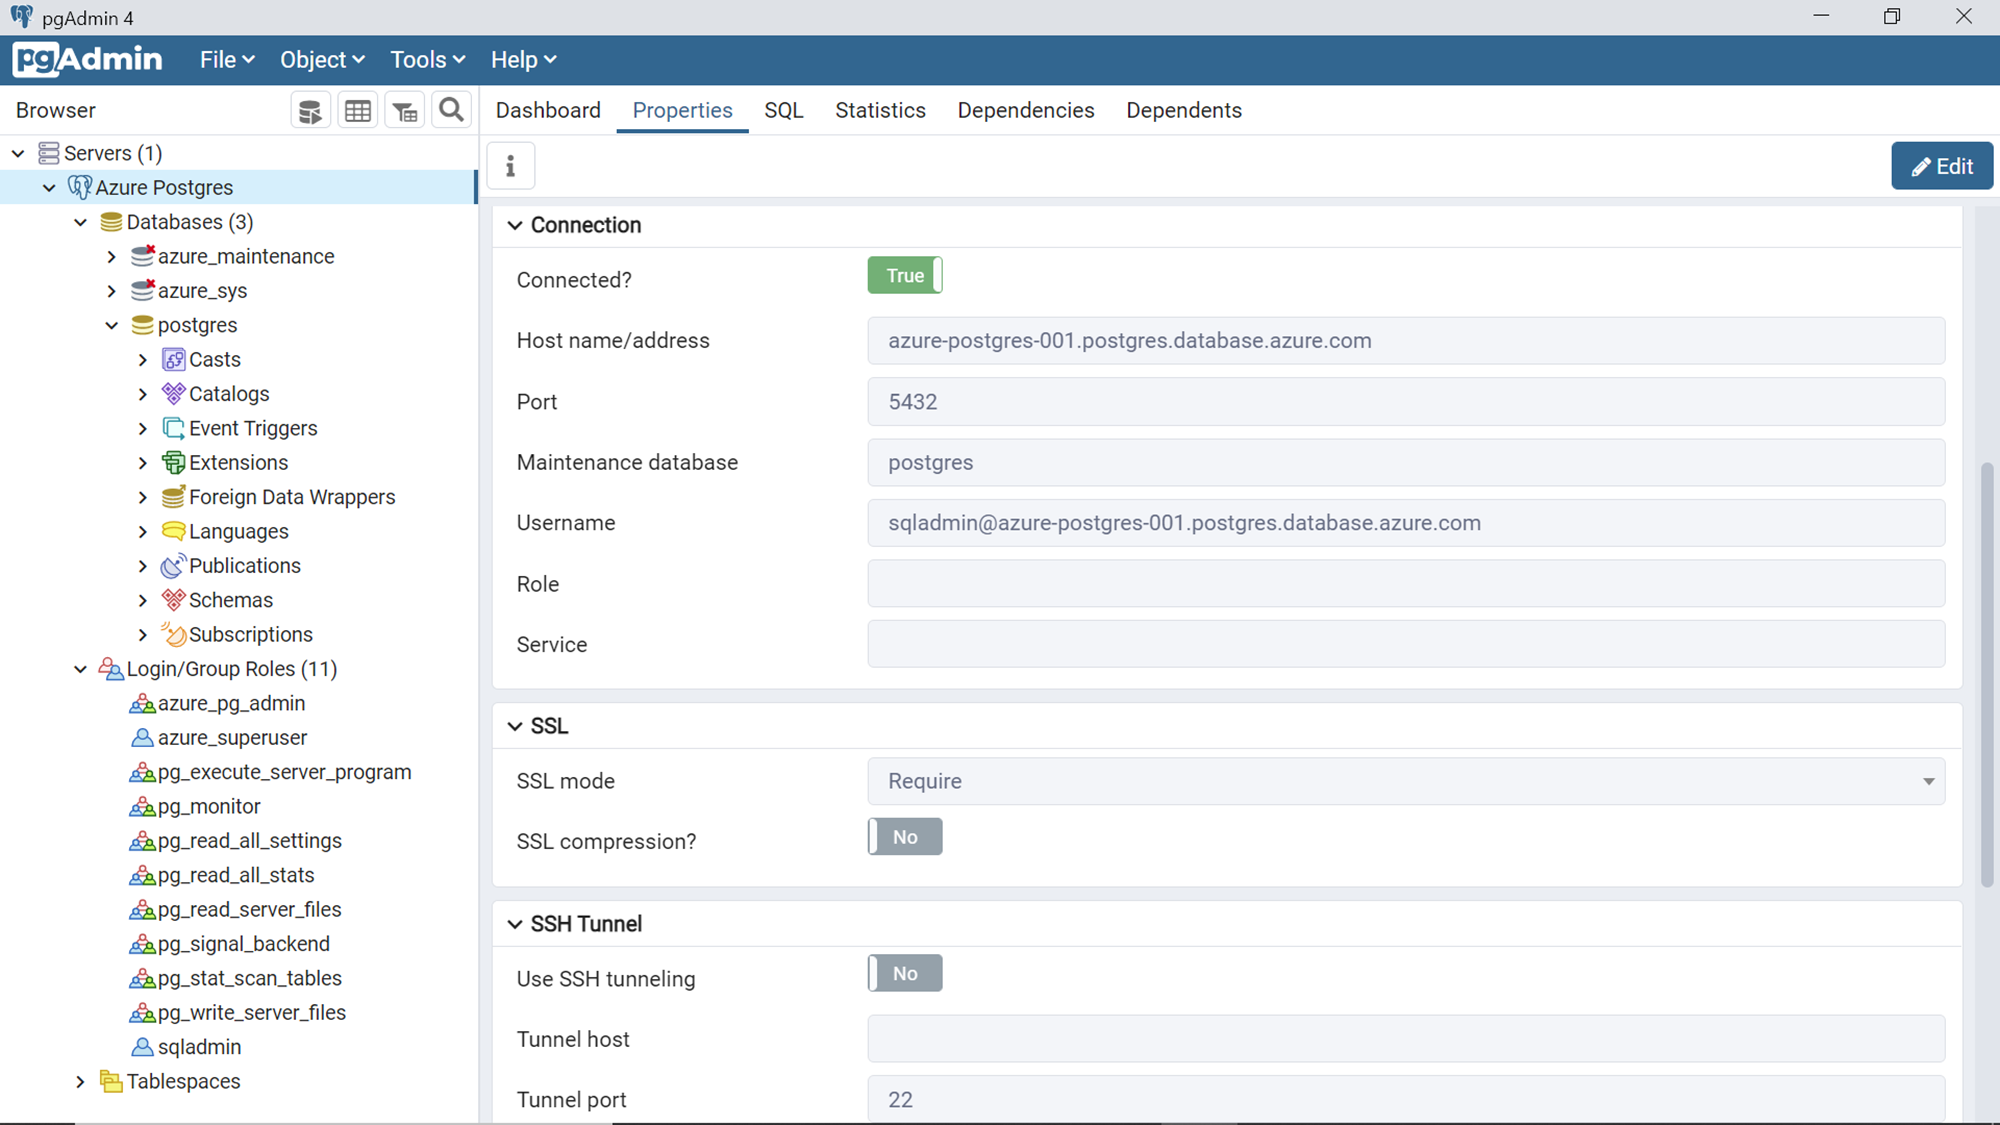 pgAdmin 4
pgAdmin File Object Tools Help
Browser
Dashboard Properties SQL Statistics Dependencies Dependents
Edit
Servers (1)
Azure Postgres
Databases (3)
azure_maintenance
azure_sys
postgres
Casts
Catalogs
Event Triggers
Extensions
Foreign Data Wrappers
Languages
Publications
Schemas
Subscriptions
Login/Group Roles (11)
azure_pg_admin
azure_superuser
pg_execute_server_program
pg_monitor
pg_read_all_settings
pg_read_all_stats
pg_read_server_files
pg_signal_backend
pg_stat_scan_tables
pg_write_server_files
sqladmin
Tablespaces
Connection
Connected? True
Host name/address azure-postgres-001.postgres.database.azure.com
Port 5432
Maintenance database postgres
Username sqladmin@azure-postgres-001.postgres.database.azure.com
Role
Service
SSL
SSL mode Require
SSL compression? No
SSH Tunnel
Use SSH tunneling No
Tunnel host
Tunnel port 22